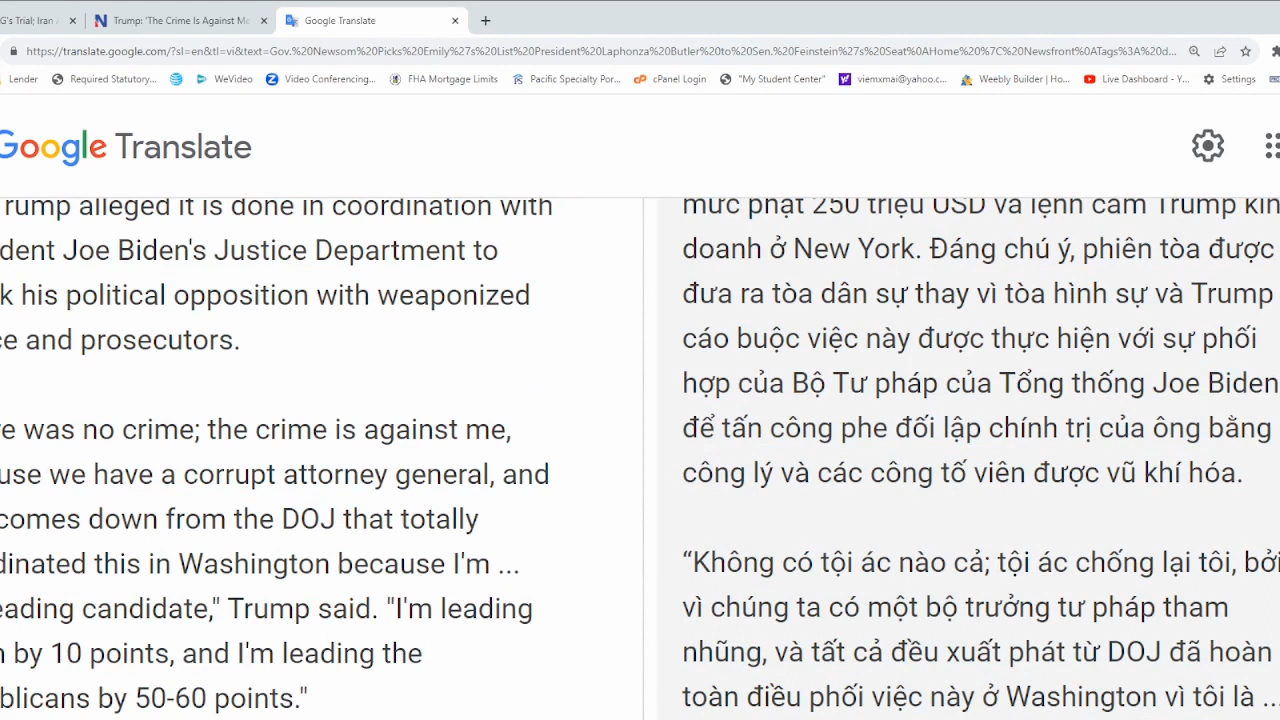 G's Trial; Iran A
Trump: 'The Crime Is Against Me
Google Translate
https://translate.google.com/?sl=en&tl=vi&text=Gov.%20Newsom%20Picks%20Emily%27s%20List%20President%20Laphonza%20Butler%20to%20Sen.%20Feinstein%27s%20Seat%0AHome%20%7C%20Newsfront%0ATags%3A%20d...
Lender Required Statutory... WeVideo Video Conferencing... FHA Mortgage Limits Pacific Specialty Por... cPanel Login "My Student Center" viemxmai@yahoo.c... Weebly Builder | Ho... Live Dashboard - Y... Settings
Google Translate
rump alleged it is done in coordination with
dent Joe Biden's Justice Department to
k his political opposition with weaponized
ce and prosecutors.
e was no crime; the crime is against me,
use we have a corrupt attorney general, and
comes down from the DOJ that totally
dinated this in Washington because I'm ...
eading candidate," Trump said. "I'm leading
n by 10 points, and I'm leading the
blicans by 50-60 points."
mức phạt 250 triệu USD và lệnh cấm Trump kin
doanh ở New York. Đáng chú ý, phiên tòa được
đưa ra tòa dân sự thay vì tòa hình sự và Trump
cáo buộc việc này được thực hiện với sự phối
hợp của Bộ Tư pháp của Tổng thống Joe Biden
để tấn công phe đối lập chính trị của ông bằng
công lý và các công tố viên được vũ khí hóa.
“Không có tội ác nào cả; tội ác chống lại tôi, bởi
vì chúng ta có một bộ trưởng tư pháp tham
nhũng, và tất cả đều xuất phát từ DOJ đã hoàn
toàn điều phối việc này ở Washington vì tôi là ...